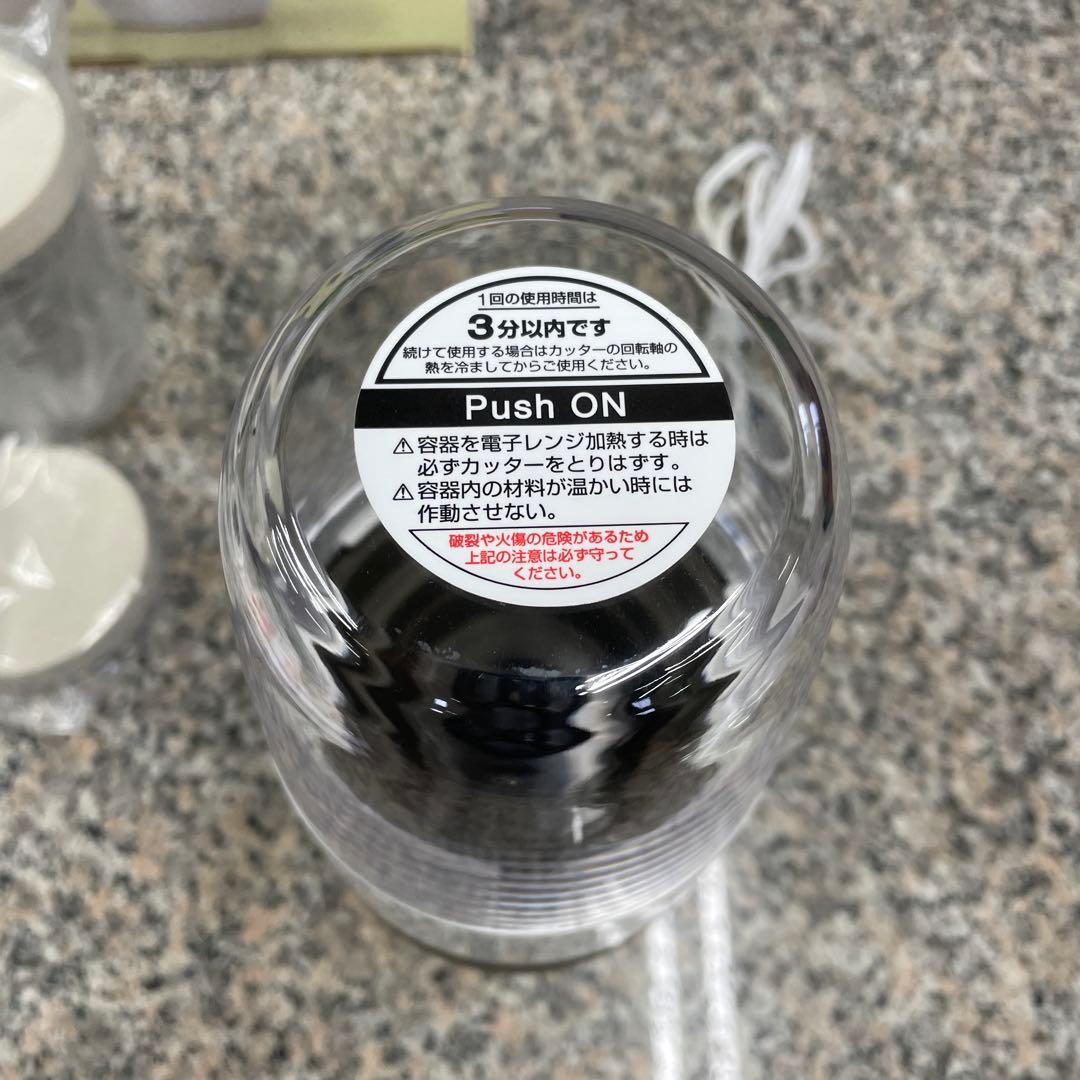 1回の使用時間は
3分以内です
続けて使用する場合はカッターの回転軸の
熱を冷ましてからご使用ください。
Push ON
⚠容器を電子レンジ加熱する時は
必ずカッターをとりはずす。
⚠容器内の材料が温かい時には
作動させない。
破裂や火傷の危険があるため
上記の注意は必ず守って
ください。